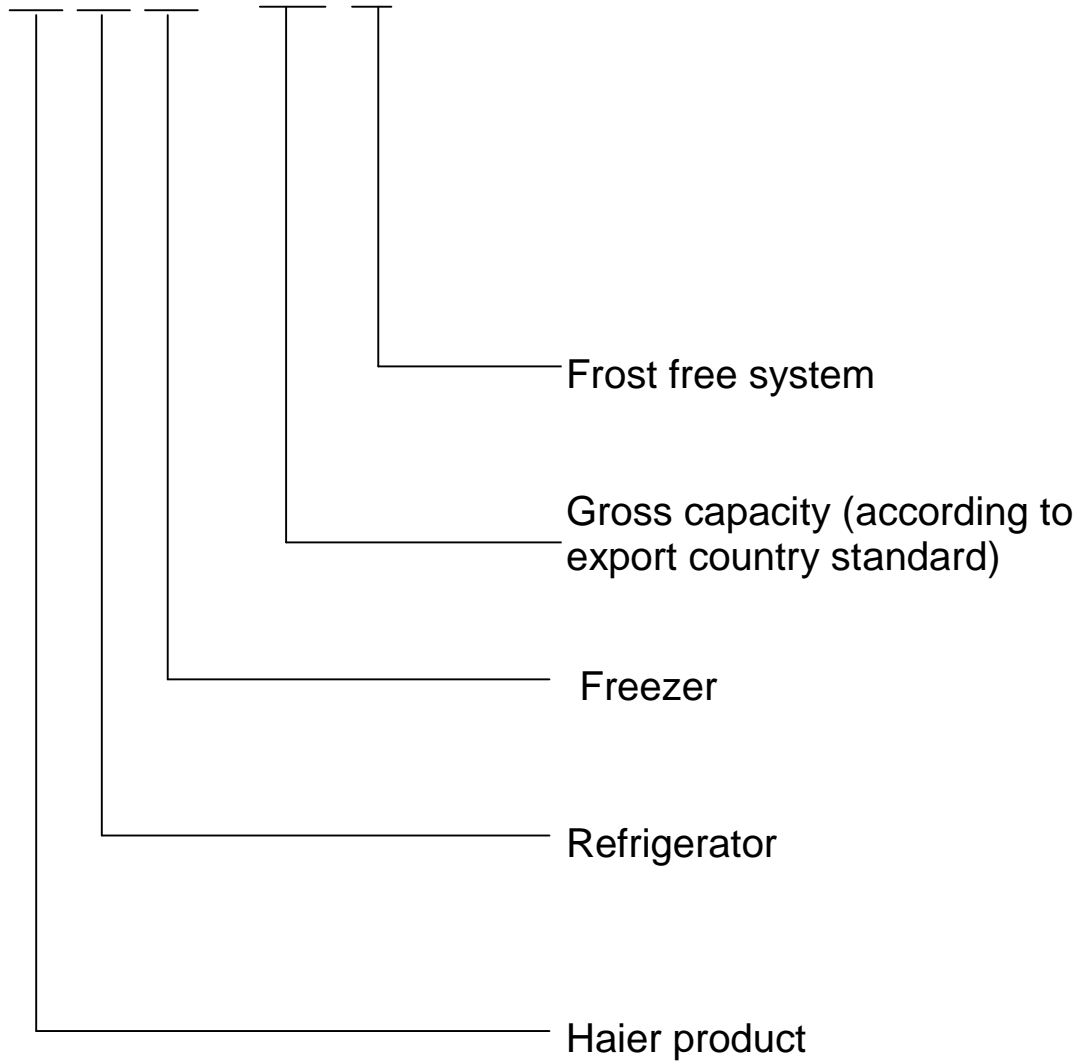 Frost free system
Gross capacity (according to
export country standard)
Freezer
Refrigerator
Haier product